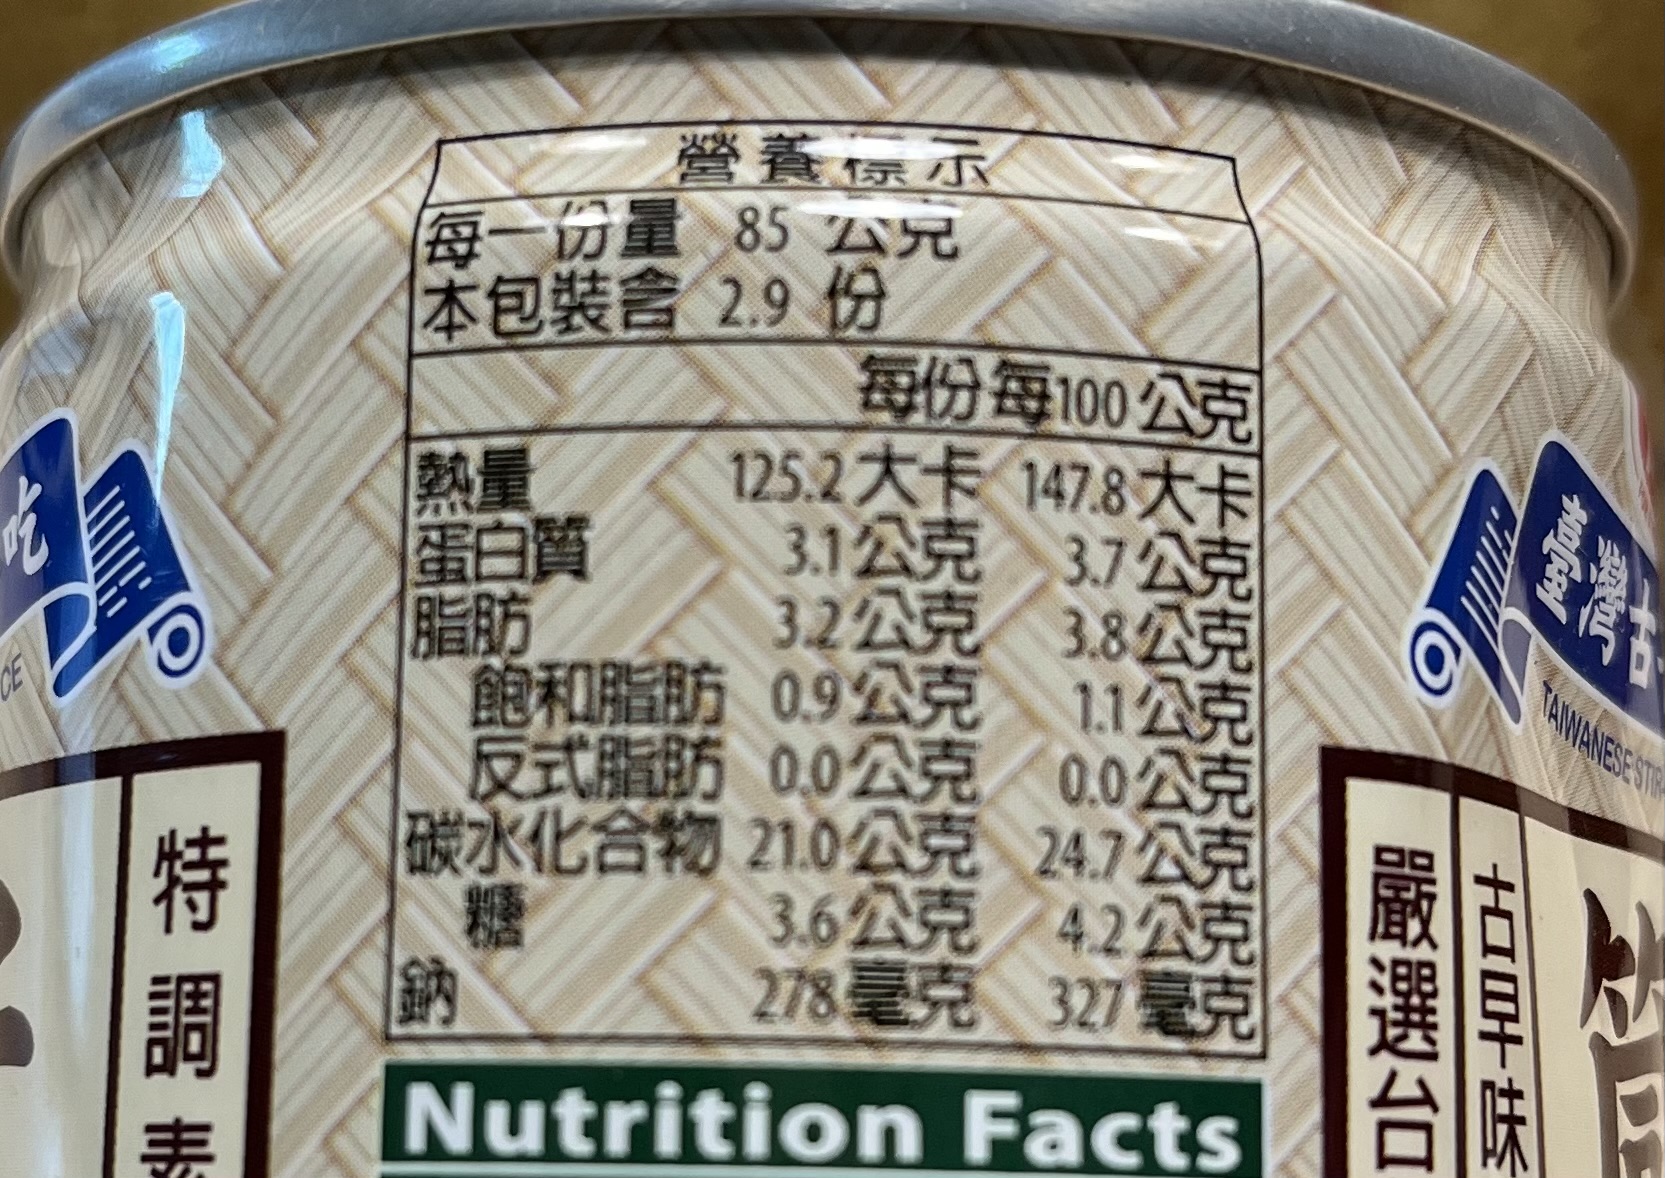 營養標示
每一份量 85 公克
本包裝含 2.9 份
每份 每100公克
熱量 125.2大卡 147.8大卡
蛋白質 3.1公克 3.7公克
脂肪 3.2公克 3.8公克
飽和脂肪 0.9公克 1.1公克
反式脂肪 0.0公克 0.0公克
碳水化合物 21.0公克 24.7公克
糖 3.6公克 4.2公克
鈉 278毫克 327毫克
Nutrition Facts
吃
CE
特調素
臺灣古
TAIWANESE STIR
嚴選台
古早味
筒